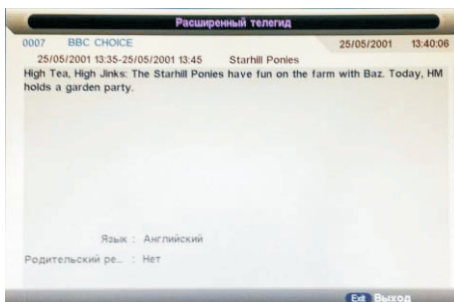 Расширенный телегид
0007 BBC CHOICE 25/05/2001 13:40:06
25/05/2001 13:35-25/05/2001 13:45 Starhill Ponies
High Tea, High Jinks: The Starhill Ponies have fun on the farm with Baz. Today, HM
holds a garden party.
Язык : Английский
Родительский ре... : Нет
Exit Выход